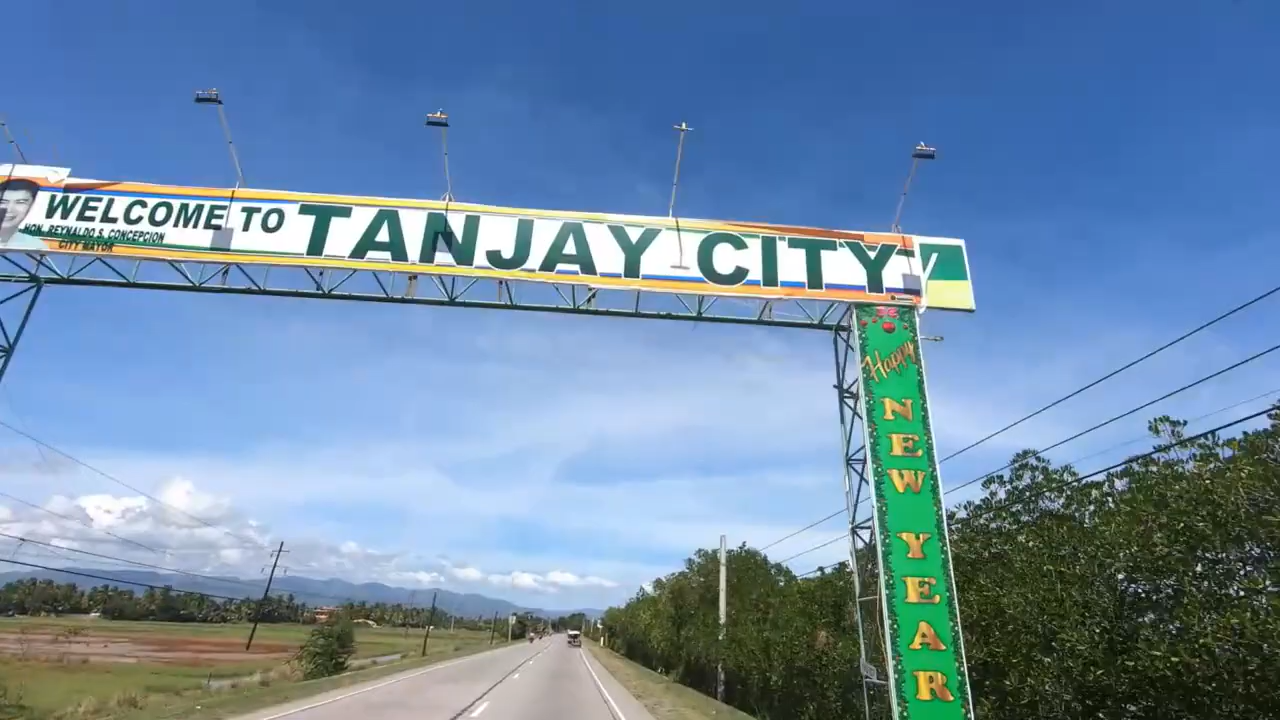 WELCOME TO TANJAY CITY
HON. REYNALDO S. CONCEPCION
CITY MAYOR
Happy
NEW YEAR